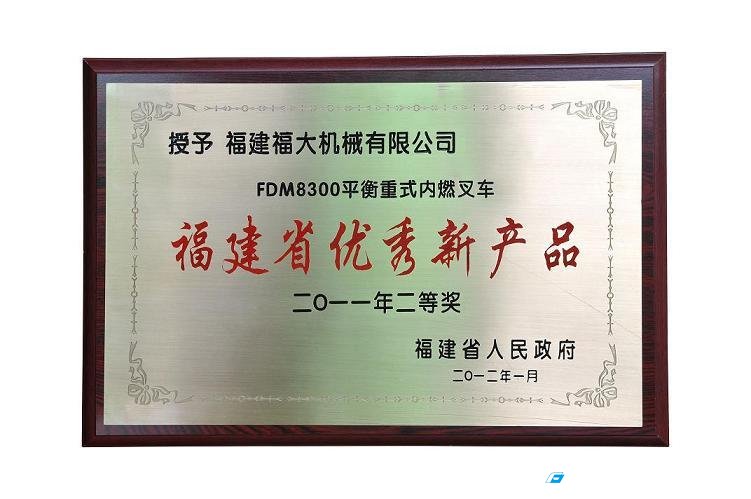 授予 福建福大机械有限公司
FDM8300平衡重式内燃叉车
福建省优秀新产品
二〇一一年二等奖
福建省人民政府
二〇一二年一月